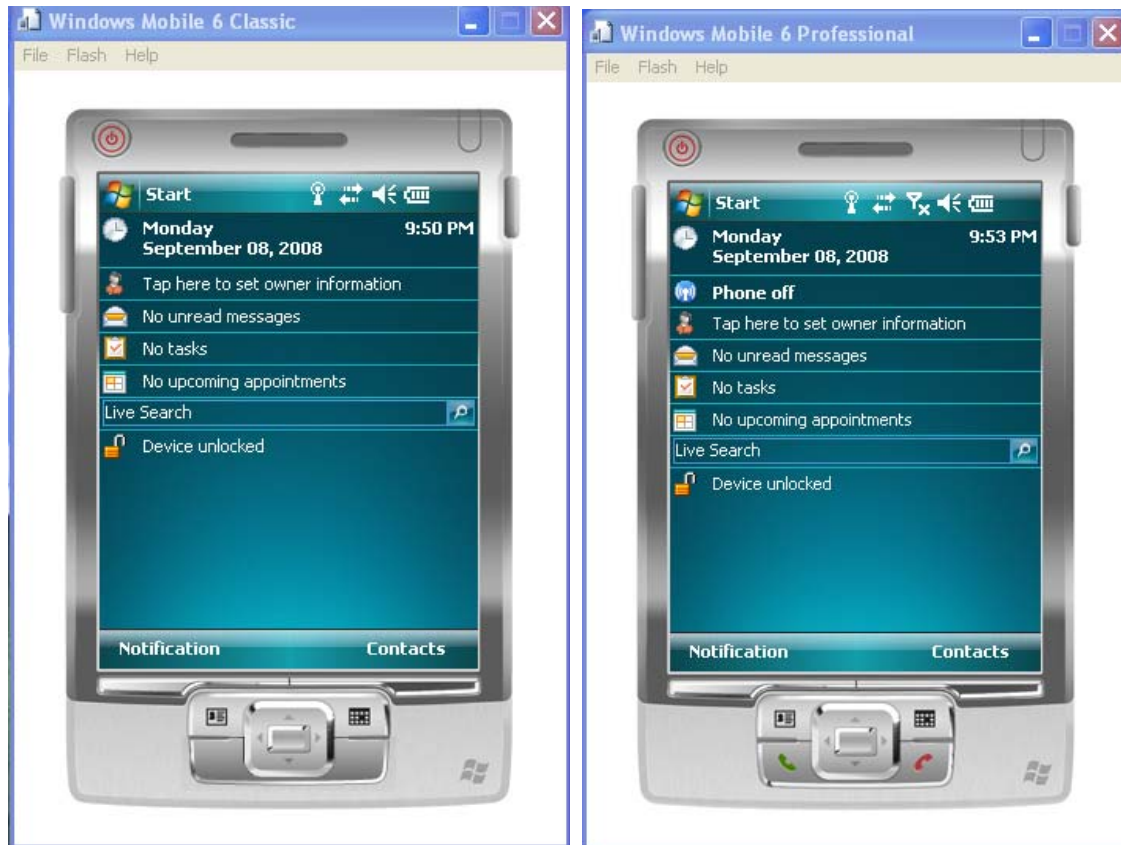 Windows Mobile 6 Classic
File Flash Help
Start
Monday 9:50 PM
September 08, 2008
Tap here to set owner information
No unread messages
No tasks
No upcoming appointments
Live Search
Device unlocked
Notification Contacts
Windows Mobile 6 Professional
File Flash Help
Start
Monday 9:53 PM
September 08, 2008
Phone off
Tap here to set owner information
No unread messages
No tasks
No upcoming appointments
Live Search
Device unlocked
Notification Contacts